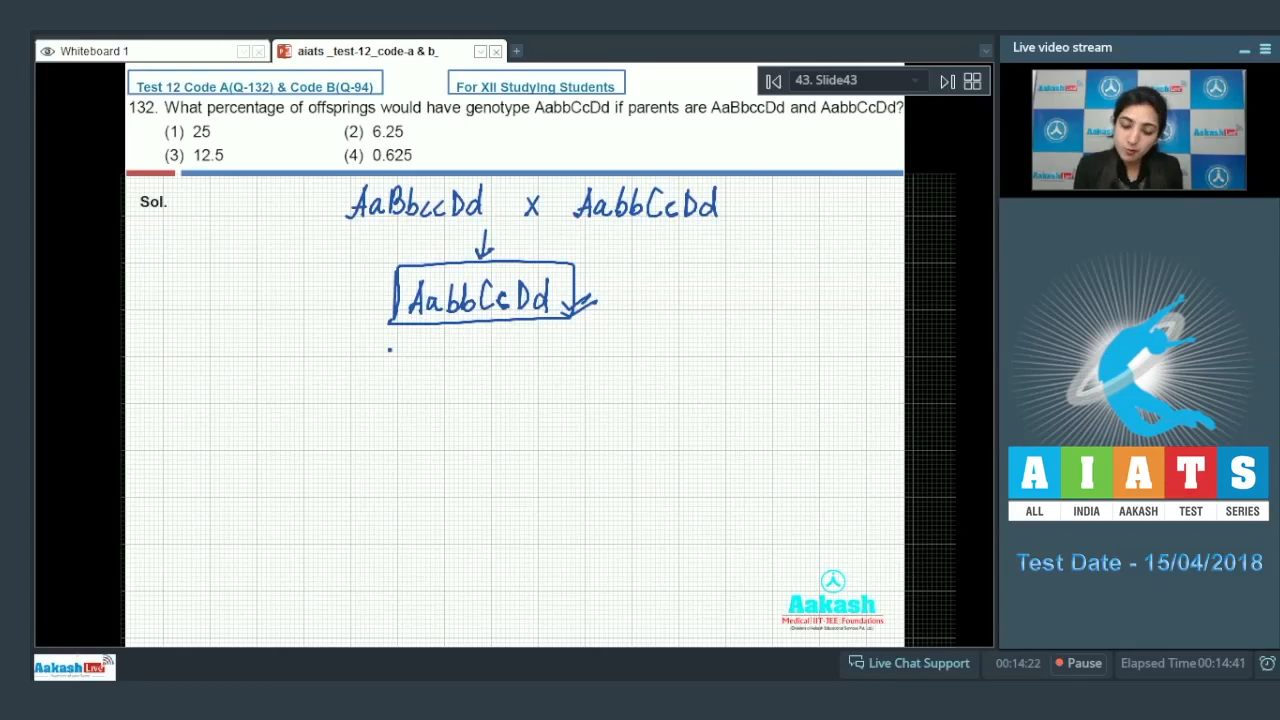 Whiteboard 1
aiats _test-12_code-a & b_
Live video stream
Test 12 Code A(Q-132) & Code B(Q-94)
For XII Studying Students
43. Slide43
132. What percentage of offsprings would have genotype AabbCcDd if parents are AaBbccDd and AabbCcDd?
(1) 25 (2) 6.25
(3) 12.5 (4) 0.625
Sol.
AaBbccDd x AabbCcDd
AabbCcDd
AIATS
ALL INDIA AAKASH TEST SERIES
Test Date - 15/04/2018
Aakash
Medical|IIT-JEE|Foundations
Aakash Live
Live Chat Support
00:14:22
Pause
Elapsed Time 00:14:41